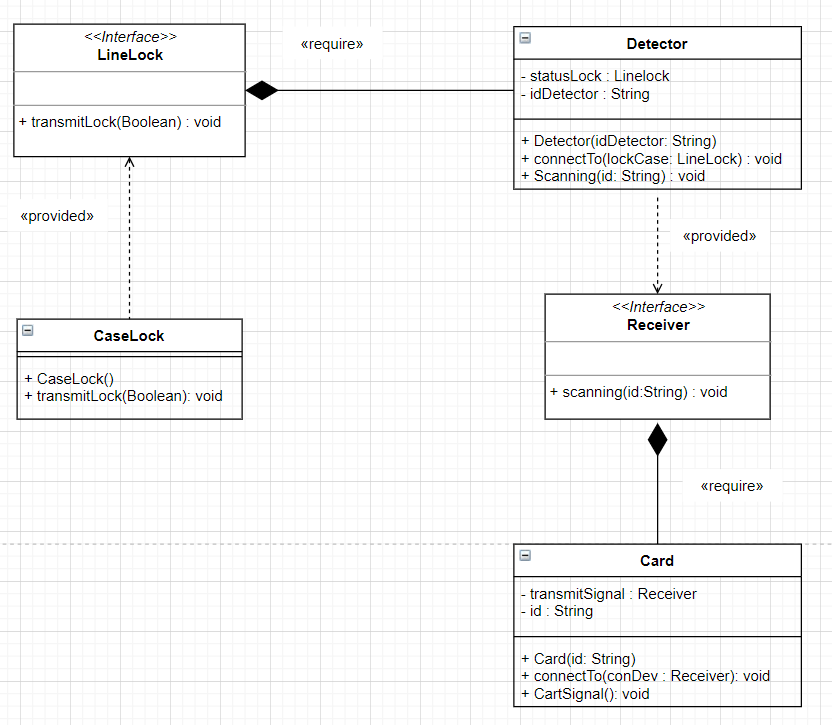 <<Interface>>
LineLock
+ transmitLock(Boolean) : void
«require»
Detector
- statusLock : Linelock
- idDetector : String
+ Detector(idDetector: String)
+ connectTo(lockCase: LineLock) : void
+ Scanning(id: String) : void
«provided»
«provided»
<<Interface>>
Receiver
+ scanning(id:String) : void
CaseLock
+ CaseLock()
+ transmitLock(Boolean): void
«require»
Card
- transmitSignal : Receiver
- id : String
+ Card(id: String)
+ connectTo(conDev : Receiver): void
+ CartSignal(): void